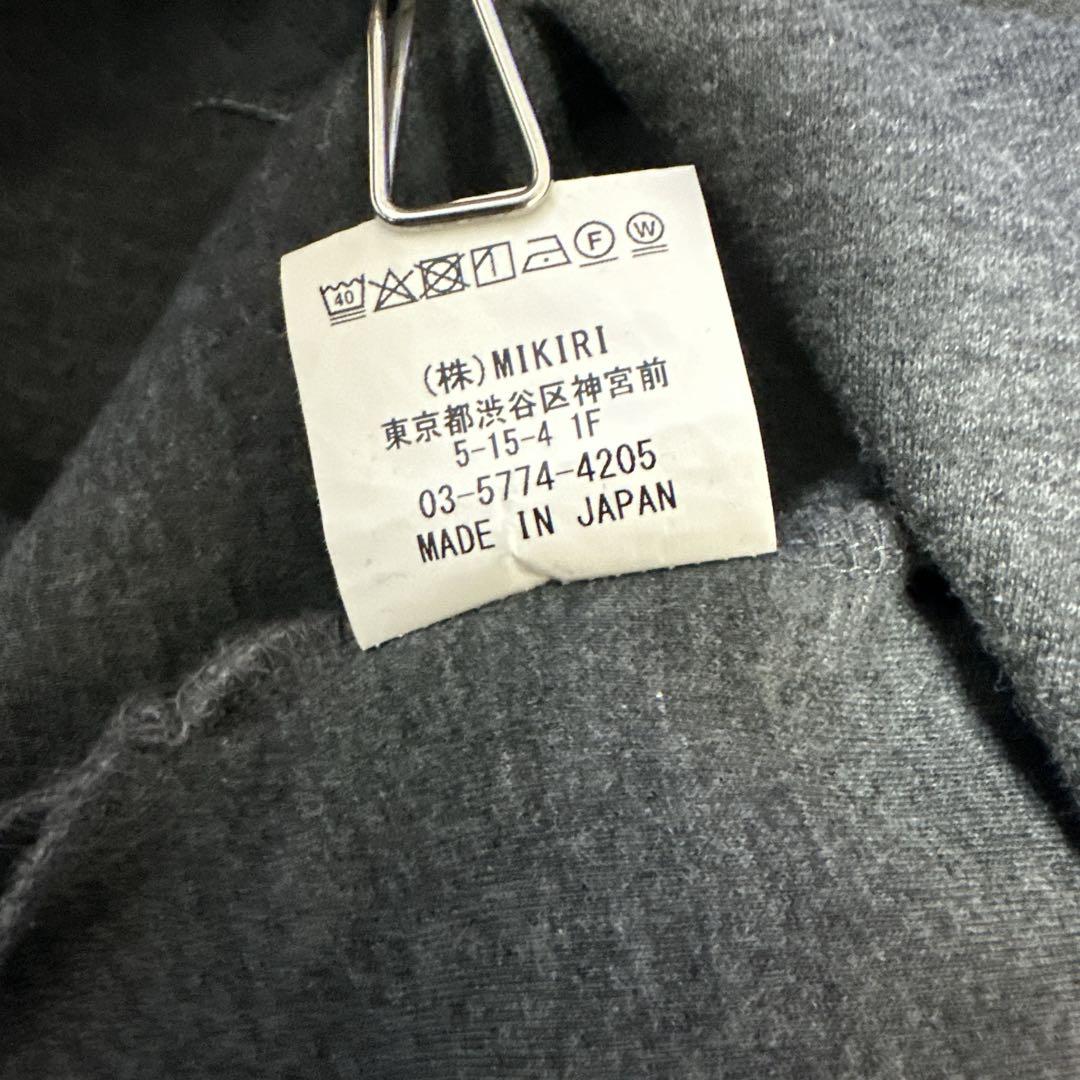 40 F W
(株)MIKIRI
東京都渋谷区神宮前
5-15-4 1F
03-5774-4205
MADE IN JAPAN